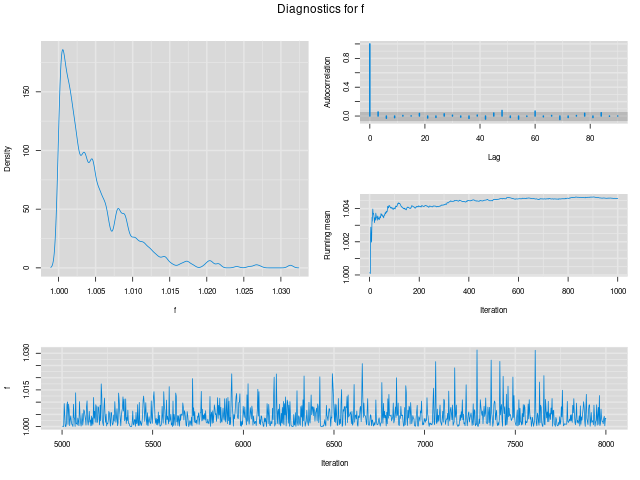 Diagnostics for f
Density
150
100
50
0
1.000 1.005 1.010 1.015 1.020 1.025 1.030
f
Autocorrelation
0.8
0.4
0.0
0 20 40 60 80
Lag
Running mean
1.004
1.002
1.000
0 200 400 600 800 1000
Iteration
f
1.030
1.015
1.000
5000 5500 6000 6500 7000 7500 8000
Iteration